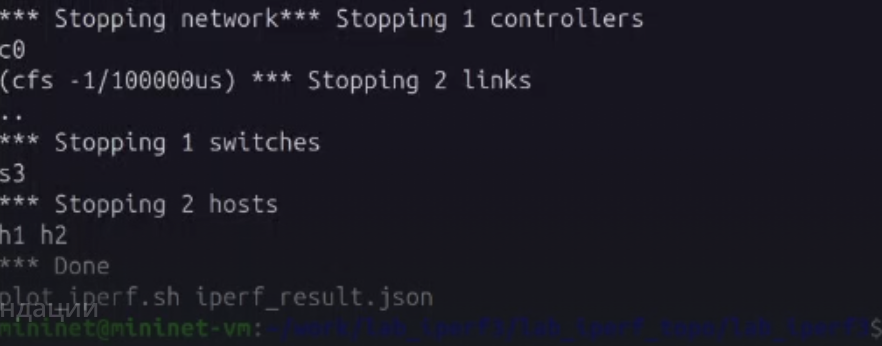 *** Stopping network*** Stopping 1 controllers
c0
(cfs -1/100000us) *** Stopping 2 links
..
*** Stopping 1 switches
s3
*** Stopping 2 hosts
h1 h2
*** Done
plot_iperf.sh iperf_result.json
ндации
mininet@mininet-vm:~/work/lab_iperf3/lab_iperf_topo/lab_iperf3$